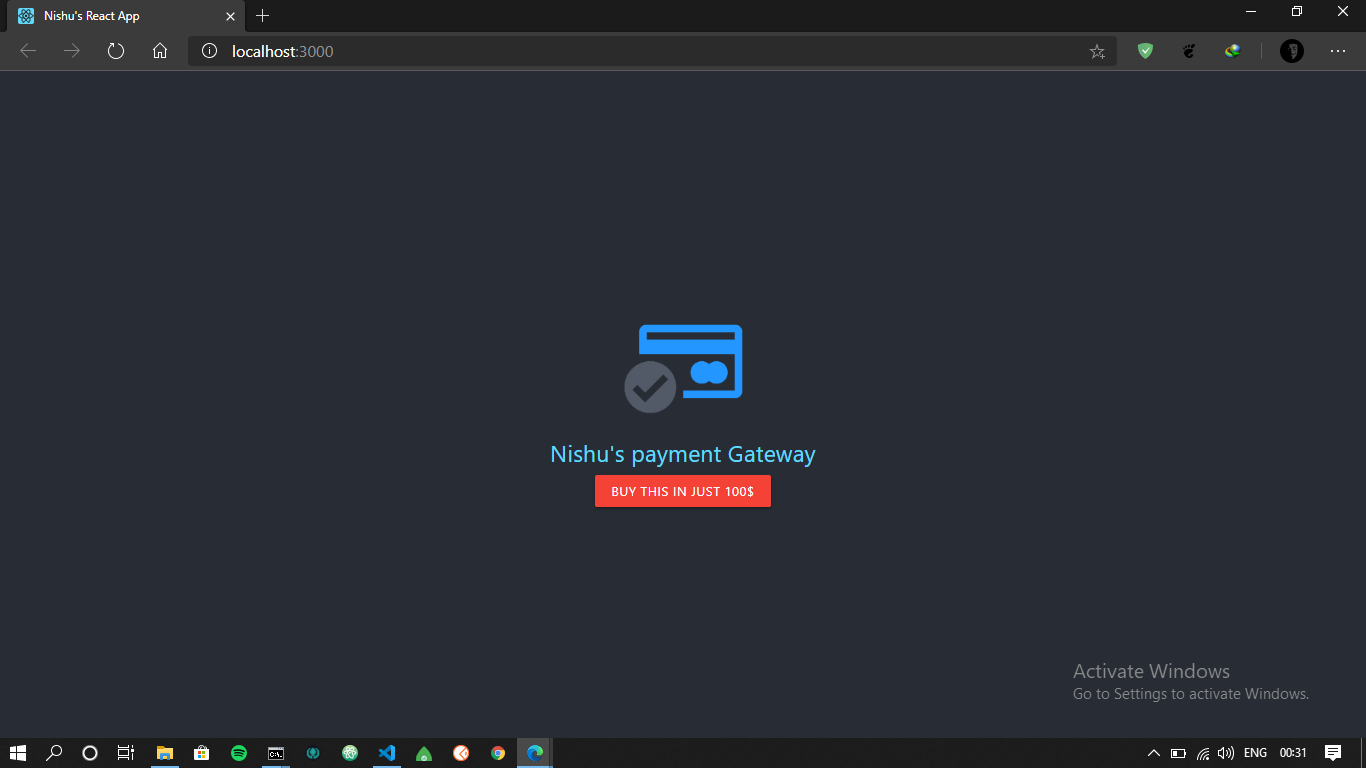 Nishu's React App
localhost:3000
Nishu's payment Gateway
BUY THIS IN JUST 100$
Activate Windows
Go to Settings to activate Windows.
ENG 00:31